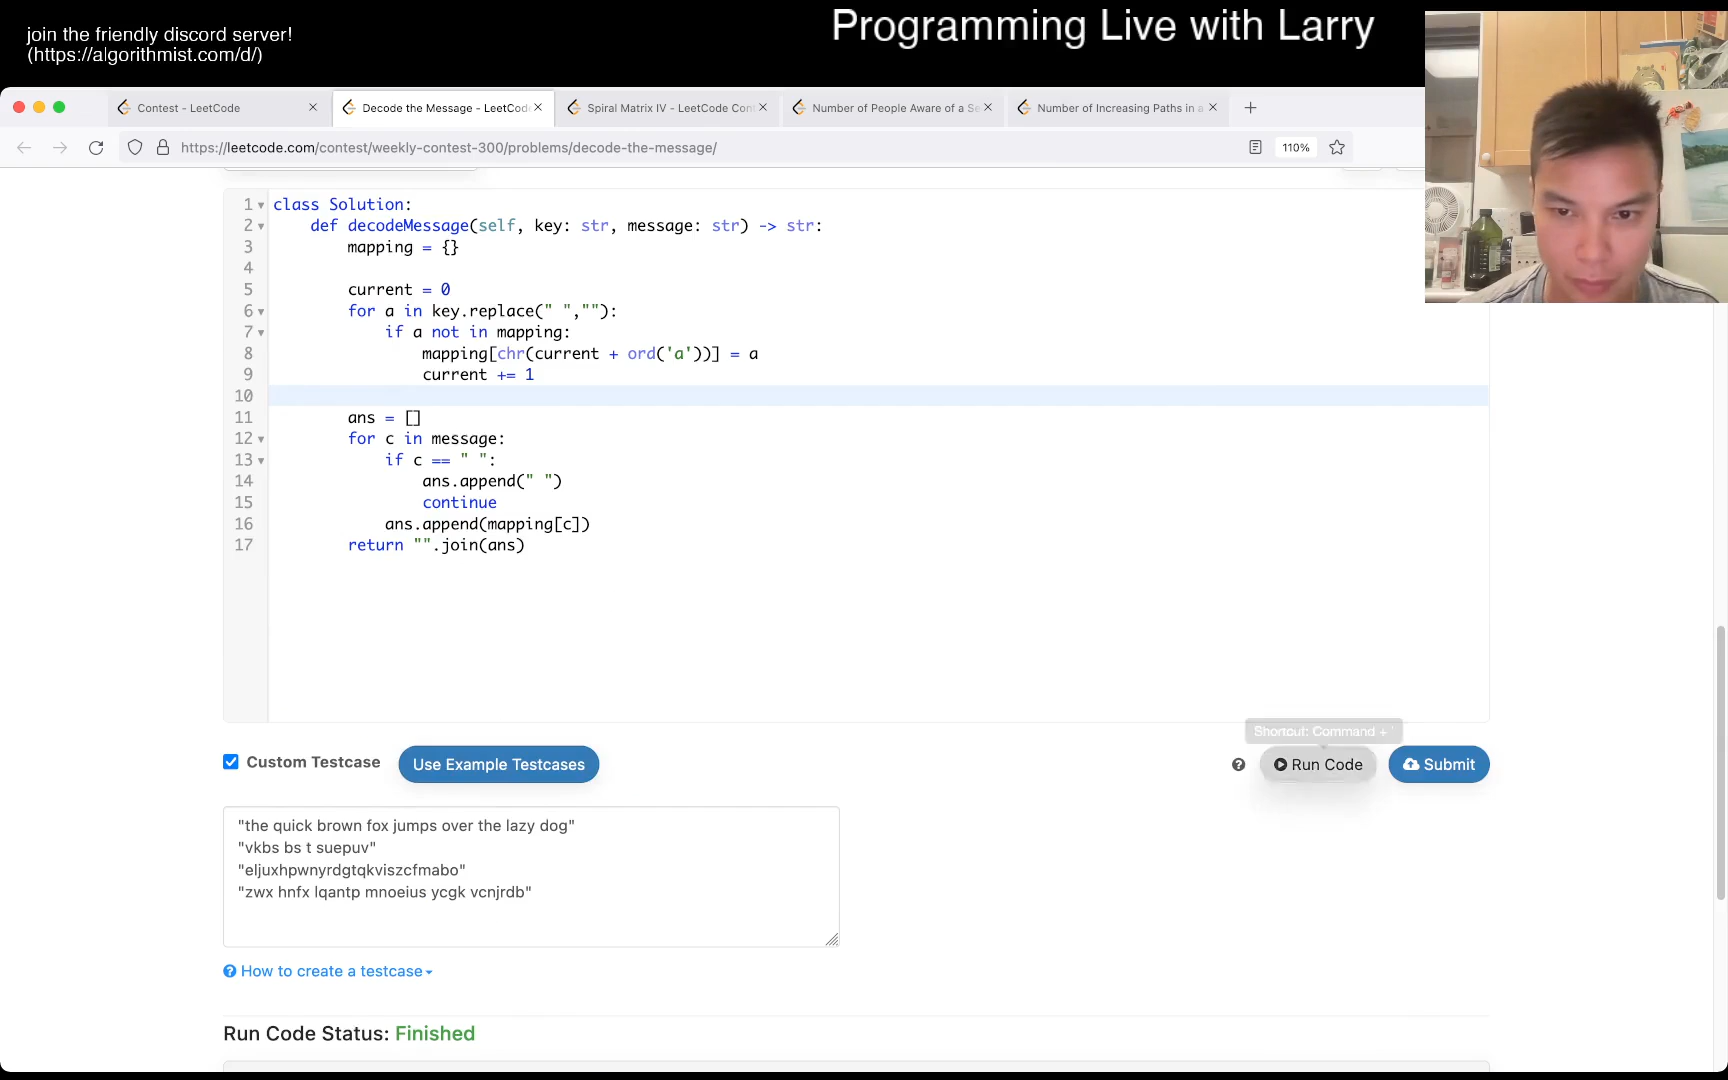 join the friendly discord server!
(https://algorithmist.com/d/)
Programming Live with Larry
Contest - LeetCode
Decode the Message - LeetCode
Spiral Matrix IV - LeetCode Con
Number of People Aware of a Se
Number of Increasing Paths in a
https://leetcode.com/contest/weekly-contest-300/problems/decode-the-message/
110%
1 class Solution:
2 def decodeMessage(self, key: str, message: str) -> str:
3 mapping = {}
4
5 current = 0
6 for a in key.replace(" ",""):
7 if a not in mapping:
8 mapping[chr(current + ord('a'))] = a
9 current += 1
10
11 ans = []
12 for c in message:
13 if c == " ":
14 ans.append(" ")
15 continue
16 ans.append(mapping[c])
17 return "".join(ans)
Shortcut: Command + '
Custom Testcase
Use Example Testcases
Run Code
Submit
"the quick brown fox jumps over the lazy dog"
"vkbs bs t suepuv"
"eljuxhpwnyrdgtqkviszcfmabo"
"zwx hnfx lqantp mnoeius ycgk vcnjrdb"
How to create a testcase
Run Code Status: Finished